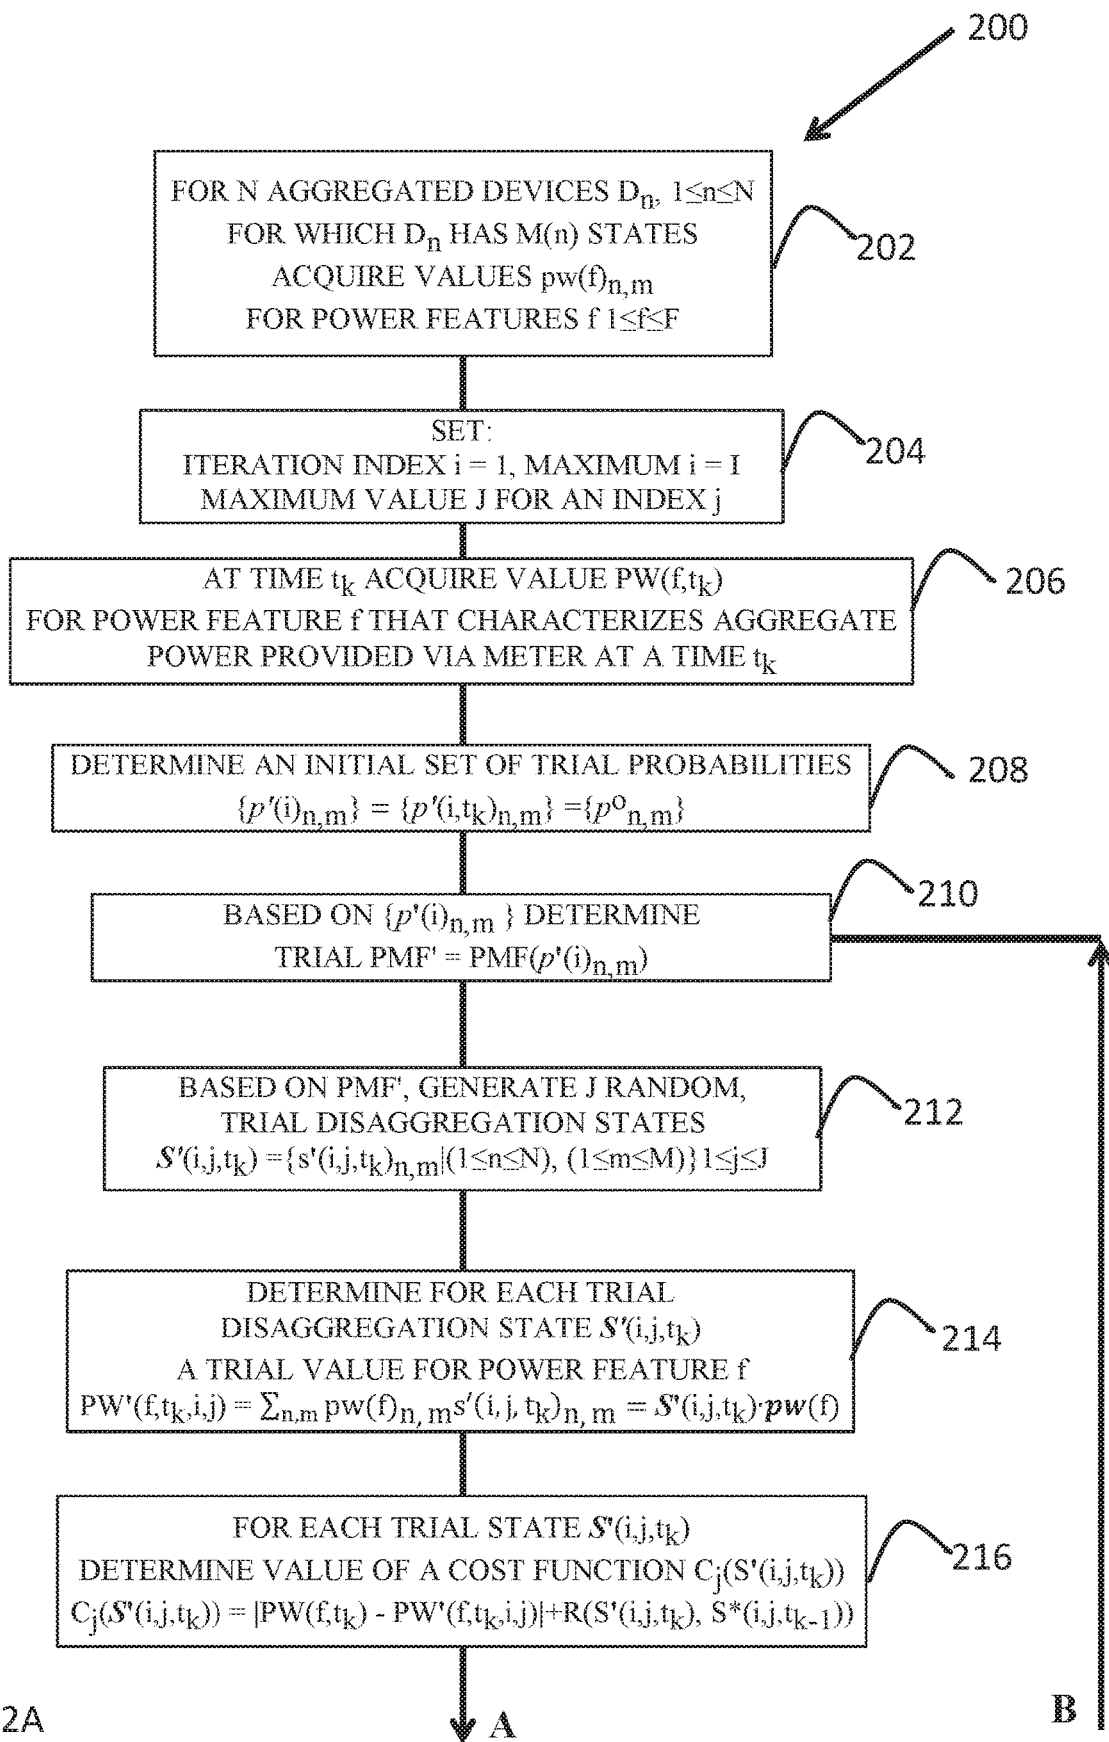 200
FOR N AGGREGATED DEVICES Dn, 1≤n≤N
FOR WHICH Dn HAS M(n) STATES
ACQUIRE VALUES pw(f)n,m
FOR POWER FEATURES f 1≤f≤F
202
SET:
ITERATION INDEX i = 1, MAXIMUM i = I
MAXIMUM VALUE J FOR AN INDEX j
204
AT TIME tk ACQUIRE VALUE PW(f,tk)
FOR POWER FEATURE f THAT CHARACTERIZES AGGREGATE
POWER PROVIDED VIA METER AT A TIME tk
206
DETERMINE AN INITIAL SET OF TRIAL PROBABILITIES
{p'(i)n,m} = {p'(i,tk)n,m} ={pon,m}
208
BASED ON {p'(i)n,m } DETERMINE
TRIAL PMF' = PMF(p'(i)n,m)
210
BASED ON PMF', GENERATE J RANDOM,
TRIAL DISAGGREGATION STATES
S'(i,j,tk) ={s'(i,j,tk)n,m|(1≤n≤N), (1≤m≤M)}1≤j≤J
212
DETERMINE FOR EACH TRIAL
DISAGGREGATION STATE S'(i,j,tk)
A TRIAL VALUE FOR POWER FEATURE f
PW'(f,tk,i,j) = ∑n,m pw(f)n, m s′(i, j, tk)n, m = S'(i,j,tk)·pw(f)
214
FOR EACH TRIAL STATE S'(i,j,tk)
DETERMINE VALUE OF A COST FUNCTION Cj(S'(i,j,tk))
Cj(S'(i,j,tk)) = |PW(f,tk) - PW'(f,tk,i,j)|+R(S'(i,j,tk), S*(i,j,tk-1))
216
2A
A
B